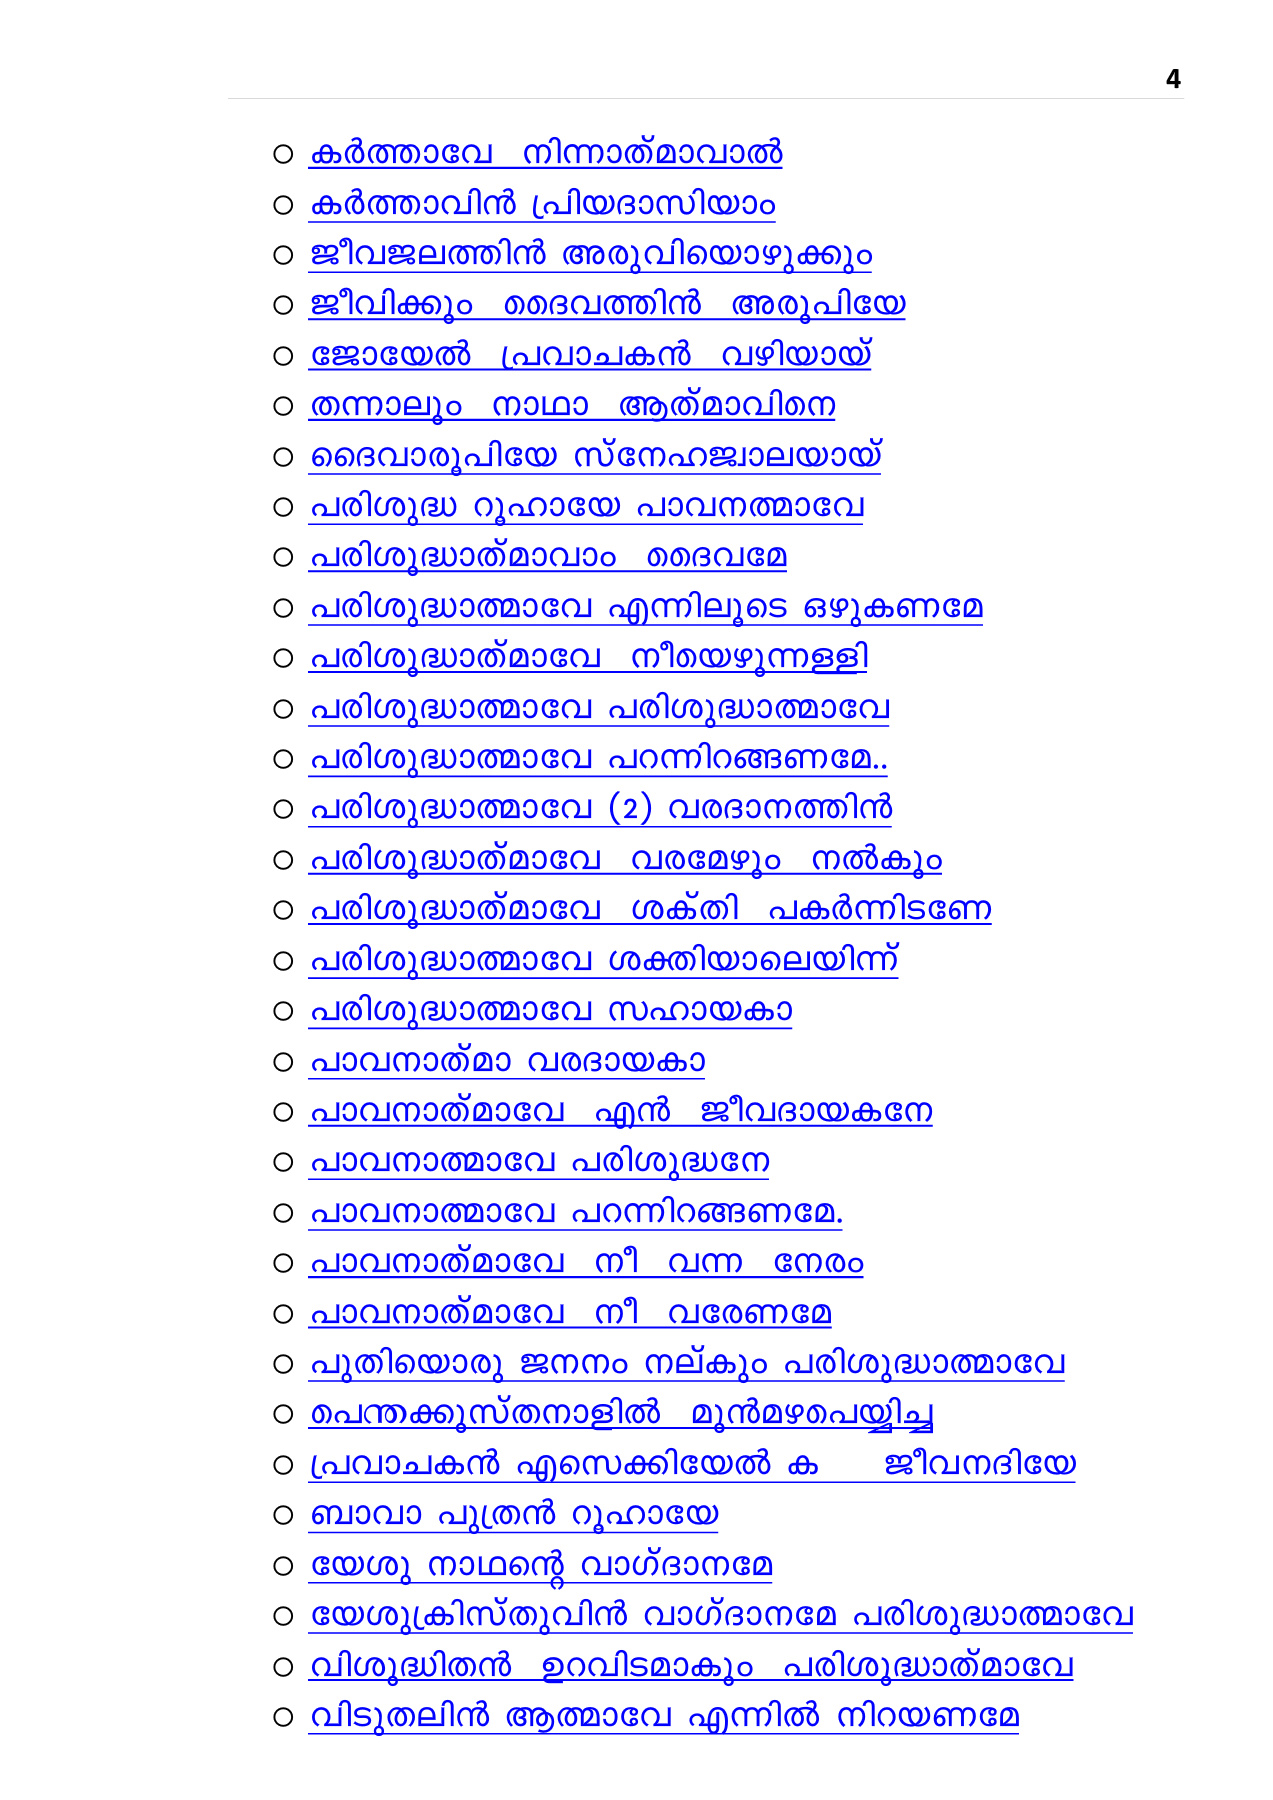 4
കർത്താവേ നിന്നാത്‌മാവാൽ
കർത്താവിൻ പ്രിയദാസിയാം
ജീവജലത്തിൻ അരുവിയൊഴുക്കും
ജീവിക്കും ദൈവത്തിൻ അരൂപിയേ
ജോയേൽ പ്രവാചകൻ വഴിയായ്
തന്നാലും നാഥാ ആത്‌മാവിനെ
ദൈവാരൂപിയേ സ്നേഹജ്വാലയായ്
പരിശുദ്ധ റൂഹായേ പാവനത്മാവേ
പരിശുദ്ധാത്‌മാവാം ദൈവമേ
പരിശുദ്ധാത്മാവേ എന്നിലൂടെ ഒഴുകണമേ
പരിശുദ്ധാത്‌മാവേ നീയെഴുന്നള്ളി
പരിശുദ്ധാത്മാവേ പരിശുദ്ധാത്മാവേ
പരിശുദ്ധാത്മാവേ പറന്നിറങ്ങണമേ..
പരിശുദ്ധാത്മാവേ (2) വരദാനത്തിൻ
പരിശുദ്ധാത്‌മാവേ വരമേഴും നൽകും
പരിശുദ്ധാത്‌മാവേ ശക്‌തി പകർന്നിടണേ
പരിശുദ്ധാത്മാവേ ശക്തിയാലെയിന്ന്
പരിശുദ്ധാത്മാവേ സഹായകാ
പാവനാത്‌മാ വരദായകാ
പാവനാത്‌മാവേ എൻ ജീവദായകനേ
പാവനാത്മാവേ പരിശുദ്ധനേ
പാവനാത്മാവേ പറന്നിറങ്ങണമേ.
പാവനാത്‌മാവേ നീ വന്ന നേരം
പാവനാത്‌മാവേ നീ വരേണമേ
പുതിയൊരു ജനനം നല്കും പരിശുദ്ധാത്മാവേ
പെന്തക്കുസ്തനാളിൽ മുൻമഴപെയ്യിച്ച
പ്രവാചകൻ എസെക്കിയേൽ ക ജീവനദിയേ
ബാവാ പുത്രൻ റൂഹായേ
യേശു നാഥന്റെ വാഗ്ദാനമേ
യേശുക്രിസ്തുവിൻ വാഗ്ദാനമേ പരിശുദ്ധാത്മാവേ
വിശുദ്ധിതൻ ഉറവിടമാകും പരിശുദ്ധാത്‌മാവേ
വിടുതലിൻ ആത്മാവേ എന്നിൽ നിറയണമേ